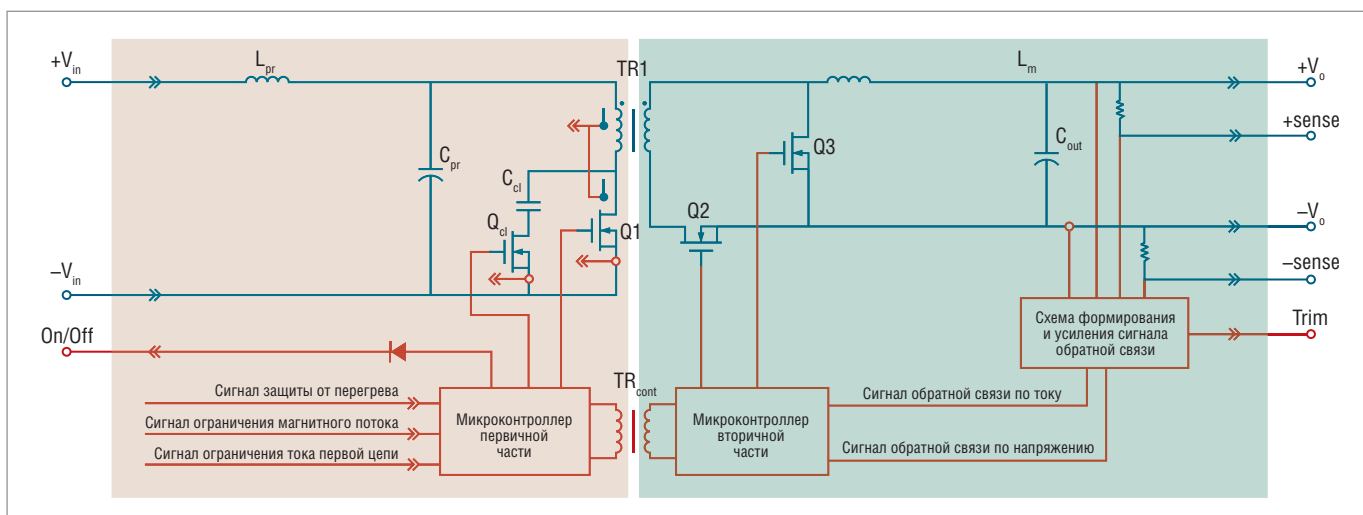 +Vin
Lpr
TR1
Lm
+Vo
+sense
Cpr
Ccl
Q3
Cout
Qcl
Q1
Q2
–Vo
–Vin
–sense
On/Off
Схема формирования
и усиления сигнала
обратной связи
Trim
Сигнал защиты от перегрева
Сигнал ограничения магнитного потока
Сигнал ограничения тока первой цепи
Микроконтроллер
первичной
части
TRcont
Микроконтроллер
вторичной
части
Сигнал обратной связи по току
Сигнал обратной связи по напряжению